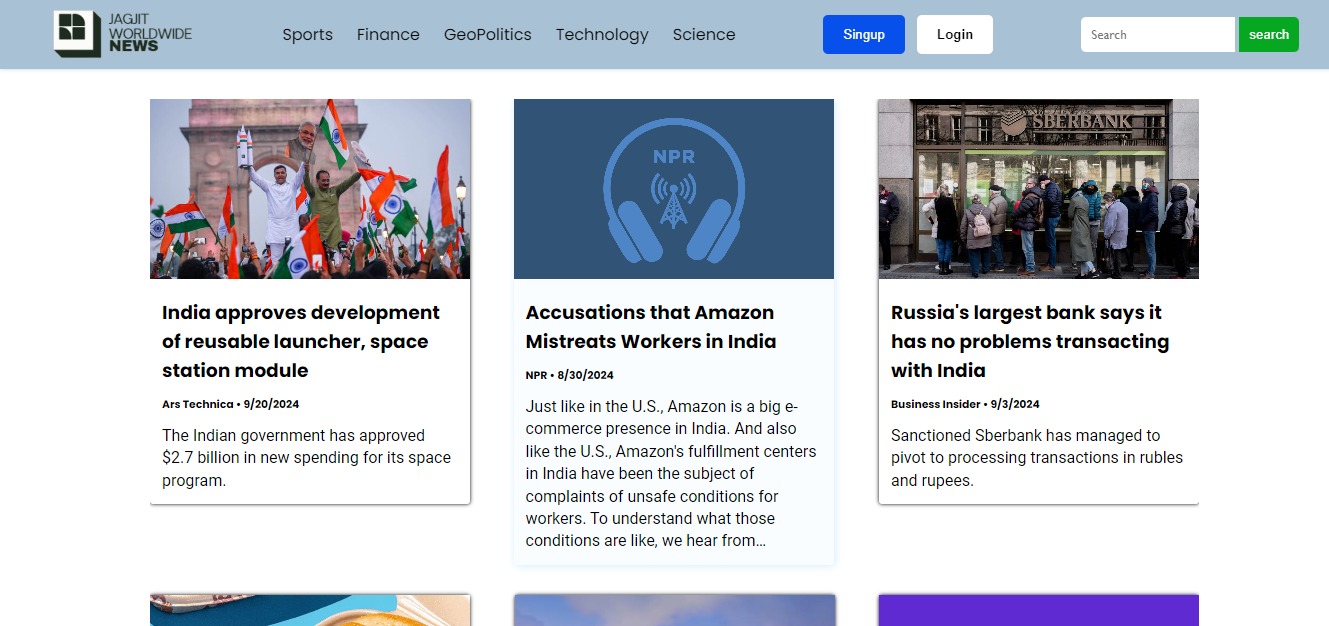 JAGJIT
WORLDWIDE
NEWS
Sports Finance GeoPolitics Technology Science
Singup Login
Search search
SBERBANK
NPR
India approves development
of reusable launcher, space
station module
Ars Technica • 9/20/2024
The Indian government has approved
$2.7 billion in new spending for its space
program.
Accusations that Amazon
Mistreats Workers in India
NPR • 8/30/2024
Just like in the U.S., Amazon is a big e-
commerce presence in India. And also
like the U.S., Amazon's fulfillment centers
in India have been the subject of
complaints of unsafe conditions for
workers. To understand what those
conditions are like, we hear from…
Russia's largest bank says it
has no problems transacting
with India
Business Insider • 9/3/2024
Sanctioned Sberbank has managed to
pivot to processing transactions in rubles
and rupees.